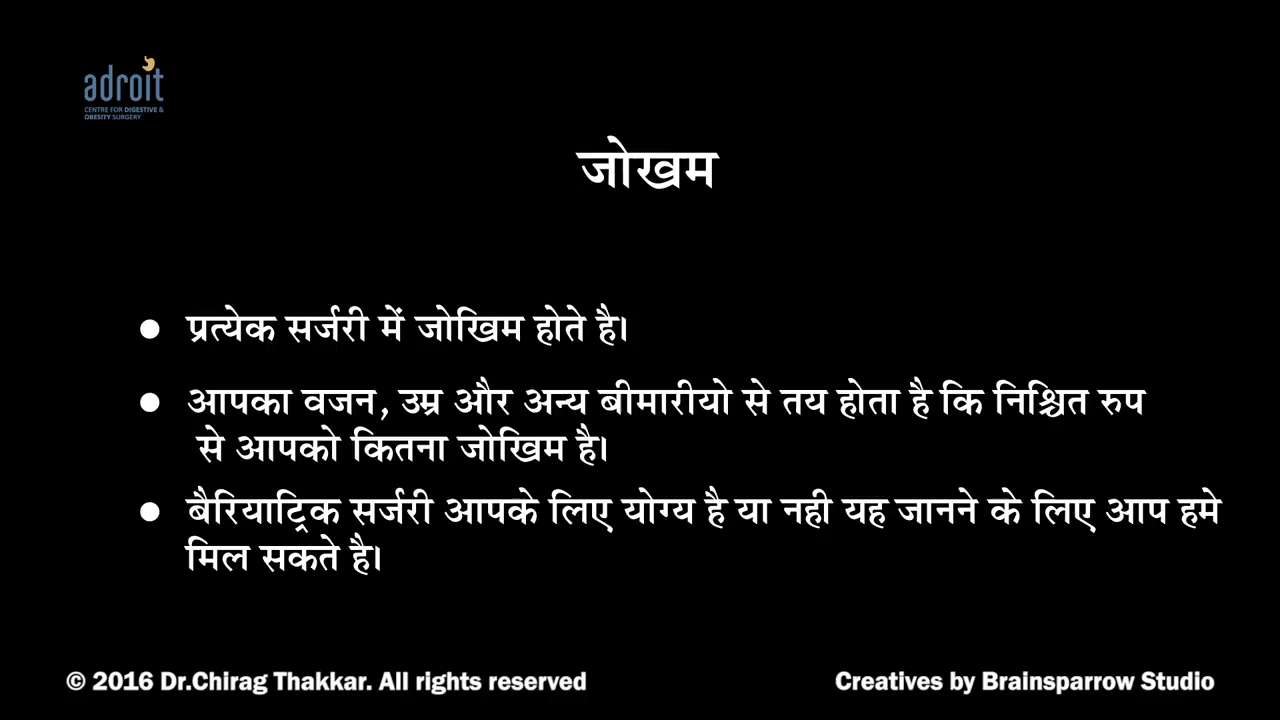 adroit
CENTRE FOR DIGESTIVE &
OBESITY SURGERY
जोखम
● प्रत्येक सर्जरी में जोखिम होते है।
● आपका वजन, उम्र और अन्य बीमारीयो से तय होता है कि निश्चित रुप
से आपको कितना जोखिम है।
● बैरियाट्रिक सर्जरी आपके लिए योग्य है या नही यह जानने के लिए आप हमे
मिल सकते है।
© 2016 Dr.Chirag Thakkar. All rights reserved
Creatives by Brainsparrow Studio